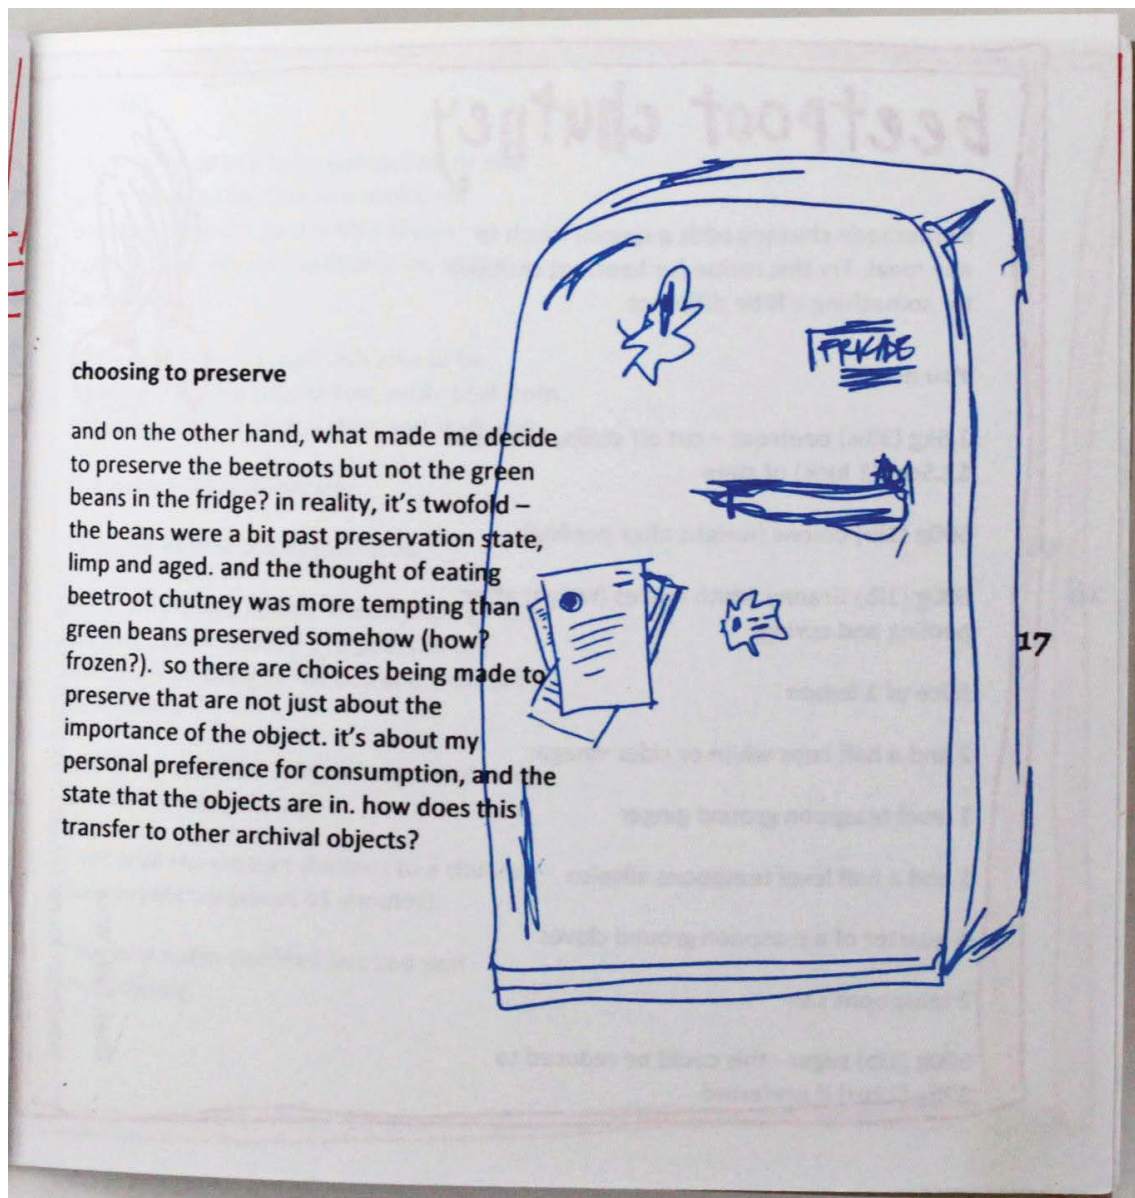 choosing to preserve
and on the other hand, what made me decide
to preserve the beetroots but not the green
beans in the fridge? in reality, it's twofold –
the beans were a bit past preservation state,
limp and aged. and the thought of eating
beetroot chutney was more tempting than
green beans preserved somehow (how?
frozen?).  so there are choices being made to
preserve that are not just about the
importance of the object. it's about my
personal preference for consumption, and the
state that the objects are in. how does this
transfer to other archival objects?
17